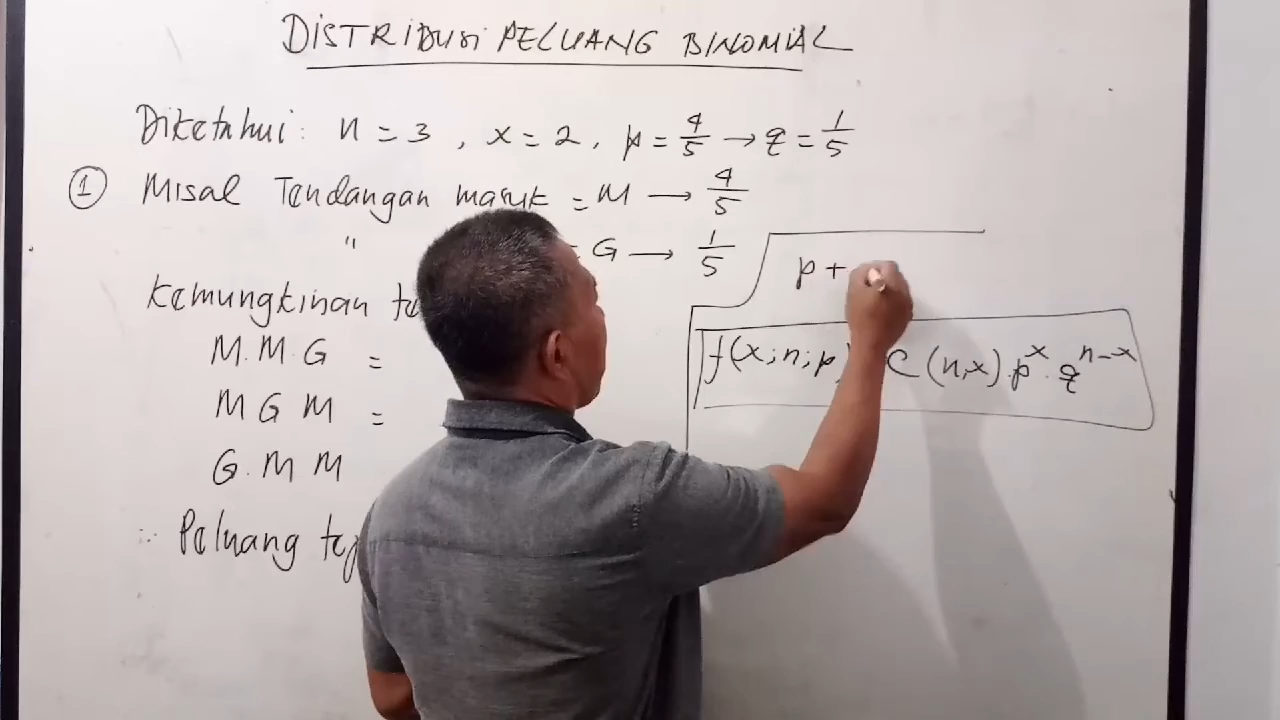 DISTRIBUSI PELUANG BINOMIAL
Diketahui: n = 3 , x = 2 , p = 4/5 → q = 1/5
① Misal Tendangan masuk = M → 4/5
" = G → 1/5
Kemungkinan
M.M.G =
M G M =
G.M M
∴ Peluang
p +
f(x;n;p) C(n,x).p^x.q^n-x